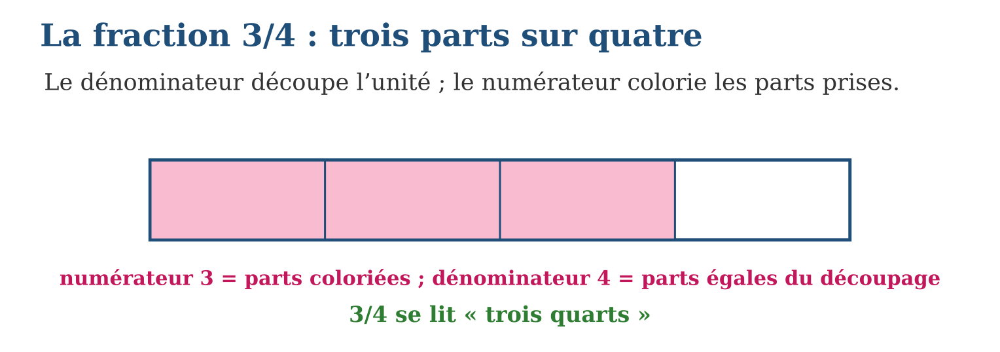 La fraction 3/4 : trois parts sur quatre
Le dénominateur découpe l’unité ; le numérateur colorie les parts prises.
numérateur 3 = parts coloriées ; dénominateur 4 = parts égales du découpage
3/4 se lit « trois quarts »